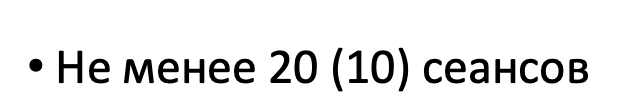 • Не менее 20 (10) сеансов